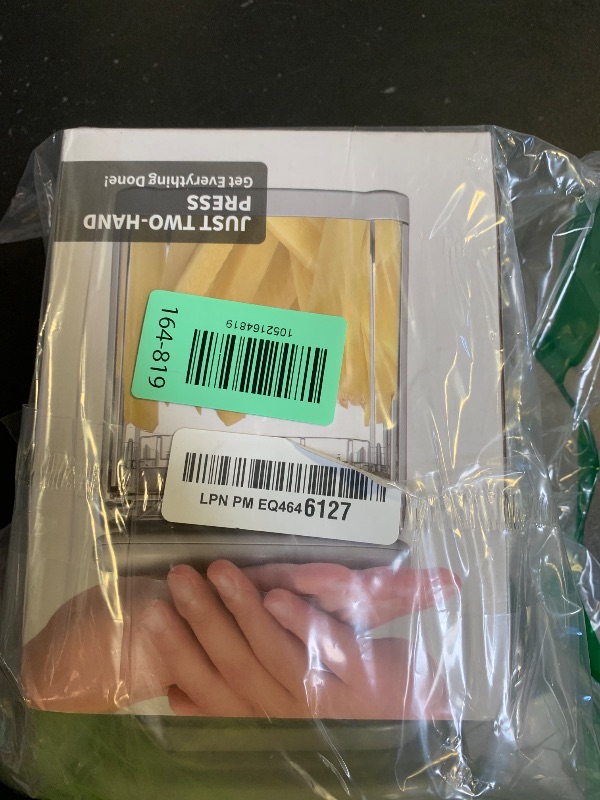 JUST TWO-HAND
PRESS
Get Everything Done!
164-819
1052164819
LPN PM EQ4646127